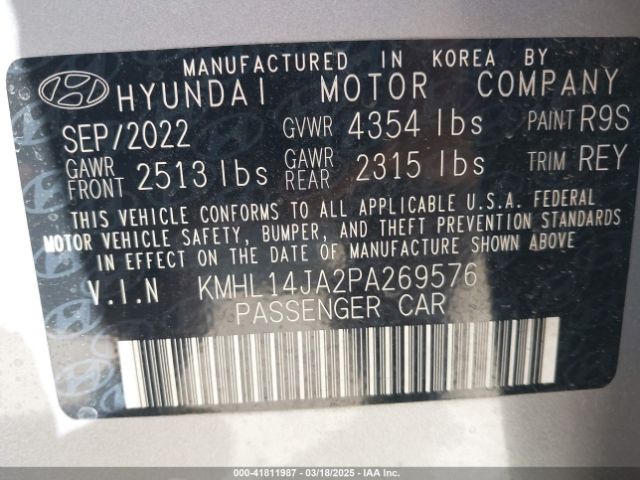 MANUFACTURED IN KOREA BY
HYUNDAI MOTOR COMPANY
SEP/2022 GVWR 4354 lbs PAINT R9S
GAWR FRONT 2513 lbs GAWR REAR 2315 lbs TRIM REY
THIS VEHICLE CONFORMS TO ALL APPLICABLE U.S.A. FEDERAL
MOTOR VEHICLE SAFETY, BUMPER, AND THEFT PREVENTION STANDARDS
IN EFFECT ON THE DATE OF MANUFACTURE SHOWN ABOVE
V.I.N KMHL14JA2PA269576
PASSENGER CAR
000-41811987 - 03/18/2025 - IAA Inc.